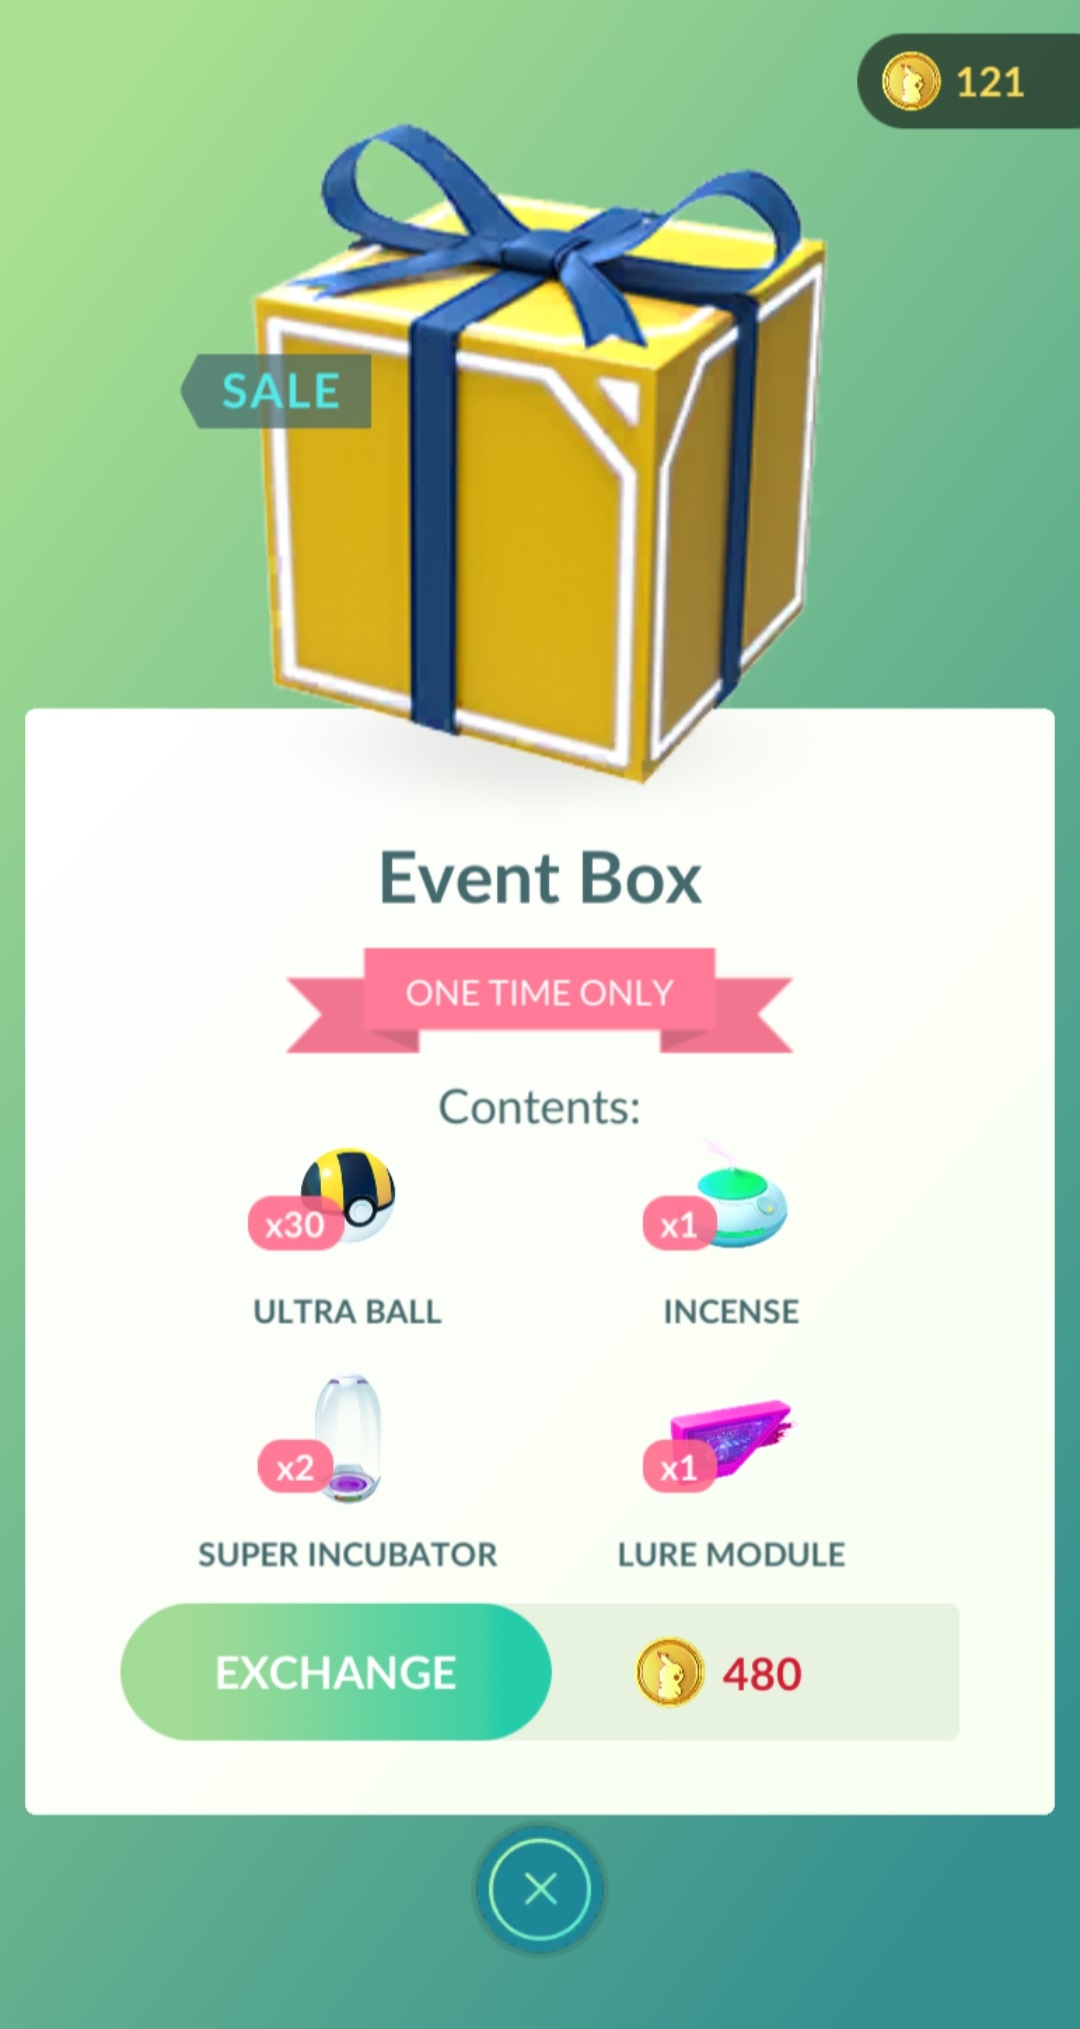 121
SALE
Event Box
ONE TIME ONLY
Contents:
x30
x1
ULTRA BALL
INCENSE
x2
x1
SUPER INCUBATOR
LURE MODULE
EXCHANGE
480